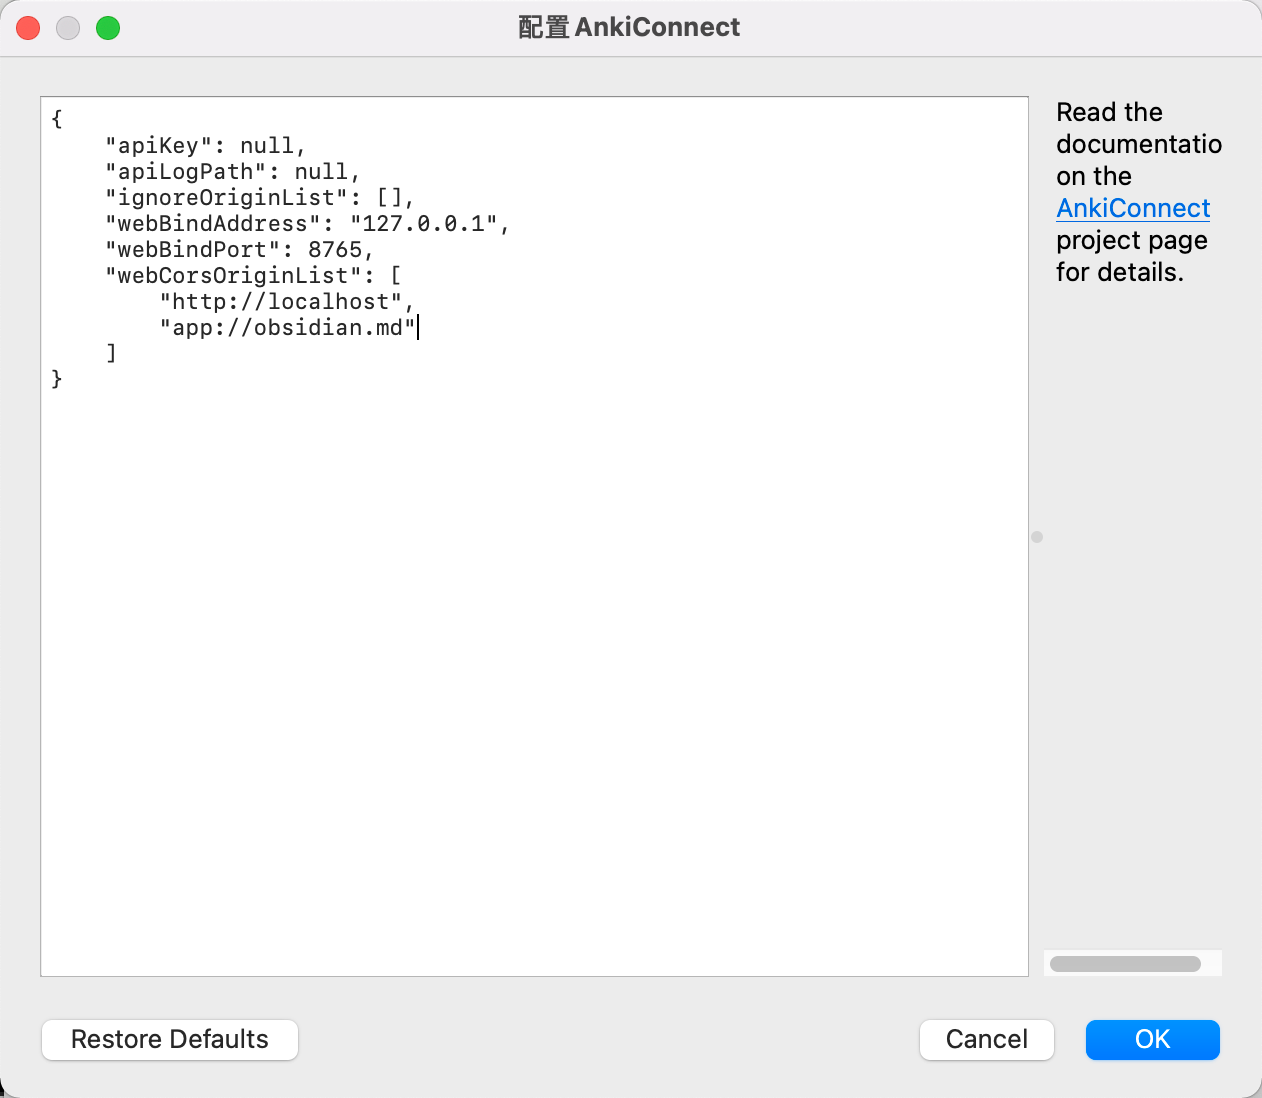 配置 AnkiConnect
{
    "apiKey": null,
    "apiLogPath": null,
    "ignoreOriginList": [],
    "webBindAddress": "127.0.0.1",
    "webBindPort": 8765,
    "webCorsOriginList": [
        "http://localhost",
        "app://obsidian.md"
    ]
}
Read the
documentatio
on the
AnkiConnect
project page
for details.
Restore Defaults
Cancel
OK